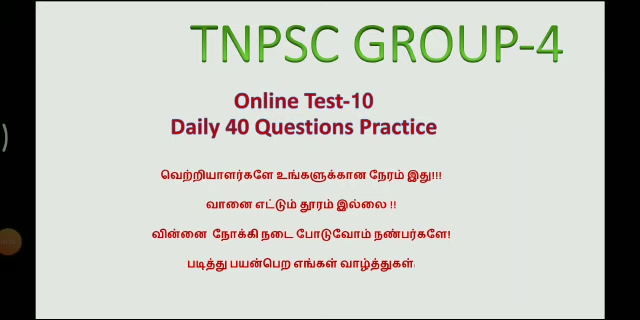 TNPSC GROUP-4
Online Test-10
Daily 40 Questions Practice
வெற்றியாளர்களே உங்களுக்கான நேரம் இது!!!
வானை எட்டும் தூரம் இல்லை !!
விண்னை நோக்கி நடை போடுவோம் நண்பர்களே!
படித்து பயன்பெற எங்கள் வாழ்த்துகள்